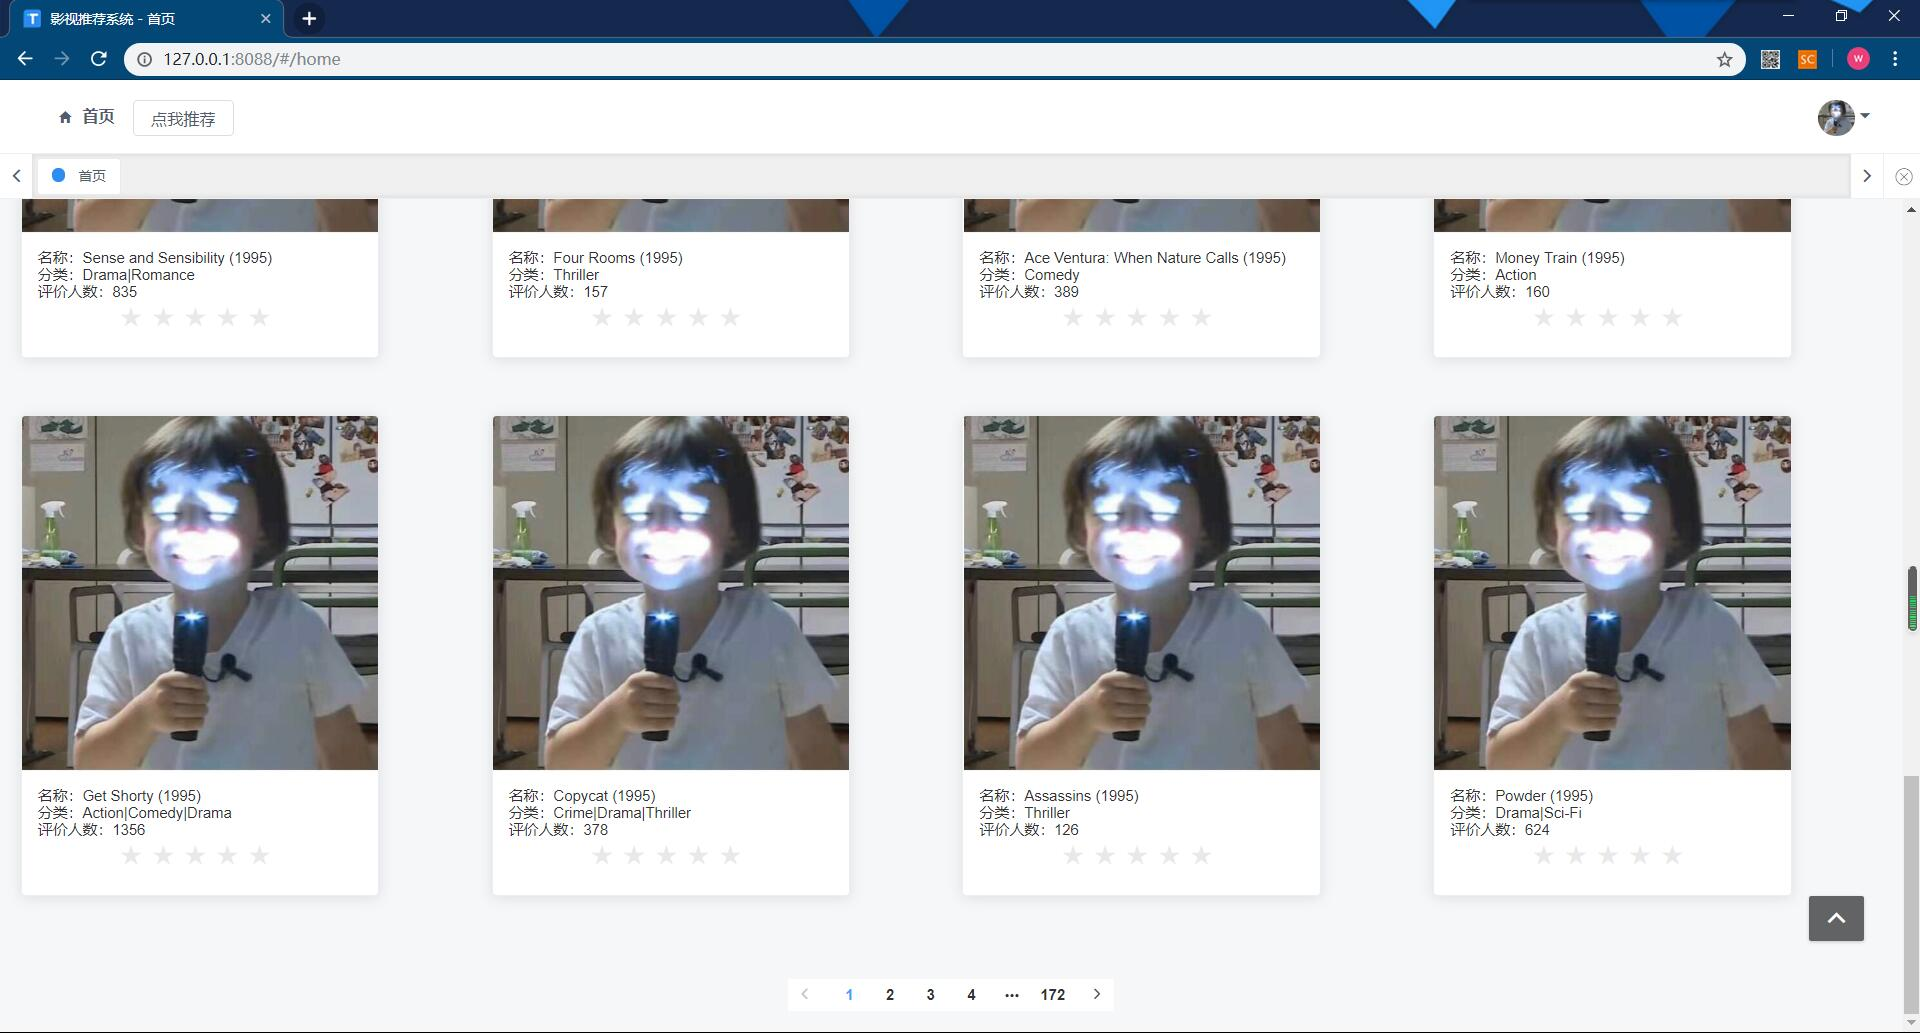 影视推荐系统 - 首页
127.0.0.1:8088/#/home
SC
W
首页
点我推荐
首页
名称：Sense and Sensibility (1995)
分类：Drama|Romance
评价人数：835
名称：Four Rooms (1995)
分类：Thriller
评价人数：157
名称：Ace Ventura: When Nature Calls (1995)
分类：Comedy
评价人数：389
名称：Money Train (1995)
分类：Action
评价人数：160
名称：Get Shorty (1995)
分类：Action|Comedy|Drama
评价人数：1356
名称：Copycat (1995)
分类：Crime|Drama|Thriller
评价人数：378
名称：Assassins (1995)
分类：Thriller
评价人数：126
名称：Powder (1995)
分类：Drama|Sci-Fi
评价人数：624
1 2 3 4 ••• 172